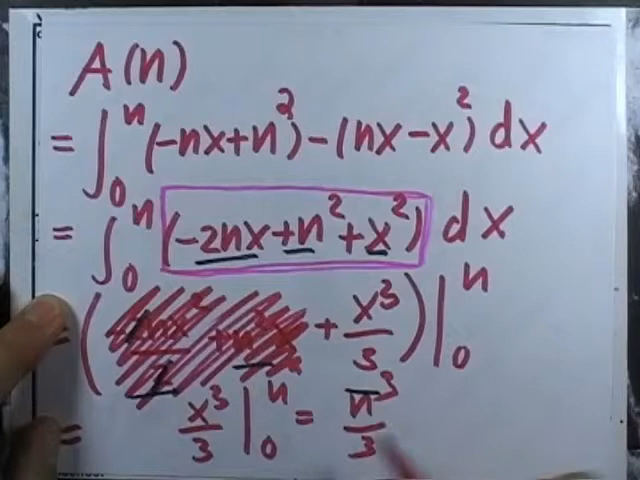 A(n)
= ∫₀ⁿ (-nx+n²) - (nx-x²) dx
= ∫₀ⁿ (-2nx+n²+x²) dx
= ( + x³/3 ) |₀ⁿ
= x³/3 |₀ⁿ = n³/3